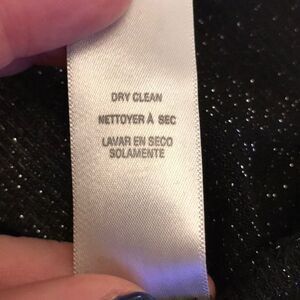 DRY CLEAN
NETTOYER À SEC
LAVAR EN SECO
SOLAMENTE